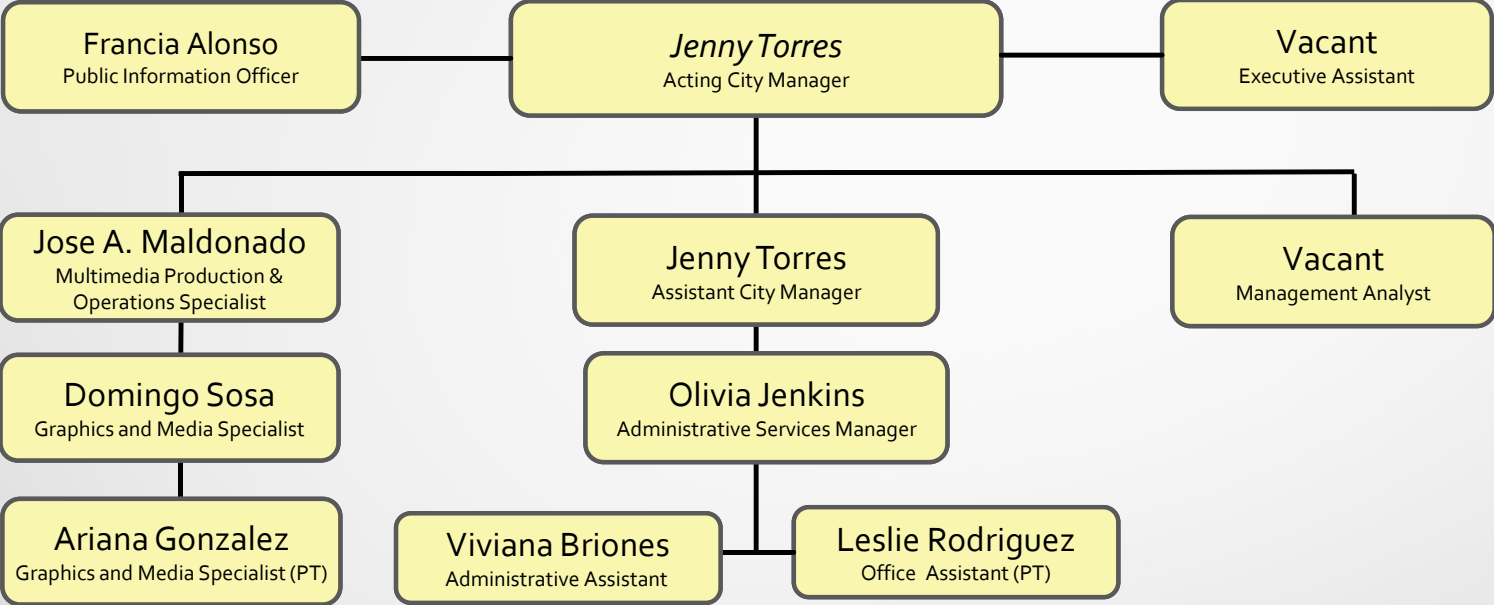 Francia Alonso
Public Information Officer
Jenny Torres
Acting City Manager
Vacant
Executive Assistant
Jose A. Maldonado
Multimedia Production &
Operations Specialist
Jenny Torres
Assistant City Manager
Vacant
Management Analyst
Domingo Sosa
Graphics and Media Specialist
Olivia Jenkins
Administrative Services Manager
Ariana Gonzalez
Graphics and Media Specialist (PT)
Viviana Briones
Administrative Assistant
Leslie Rodriguez
Office Assistant (PT)